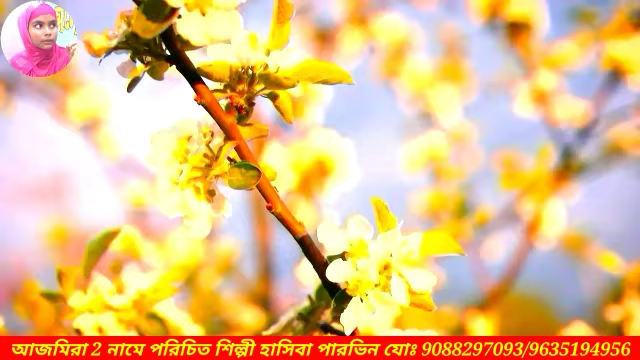 আজমিরা 2 নামে পরিচিত শিল্পী হাসিবা পারভিন যোঃ 9088297093/9635194956